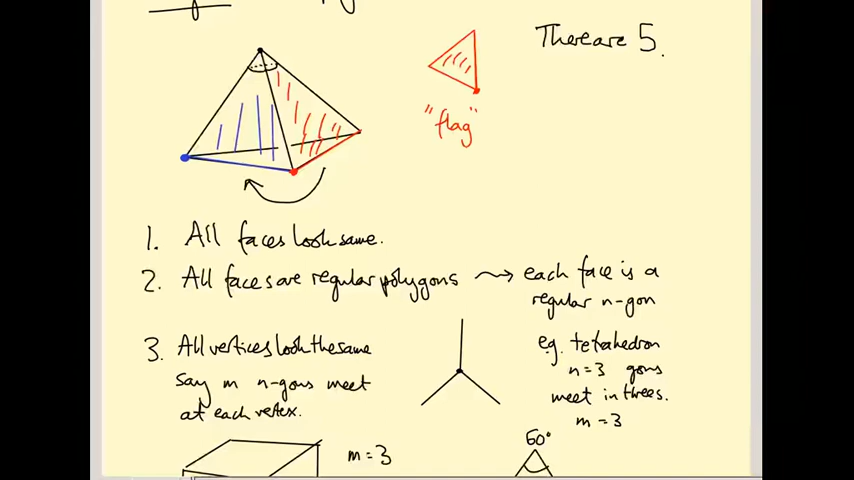 There are 5.
"flag"
1. All faces look same.
2. All faces are regular polygons ⇝ each face is a
regular n-gon
3. All vertices look the same
say m n-gons meet
at each vertex.
e.g. tetrahedron
n=3 gons
meet in threes.
m=3
m=3
60°